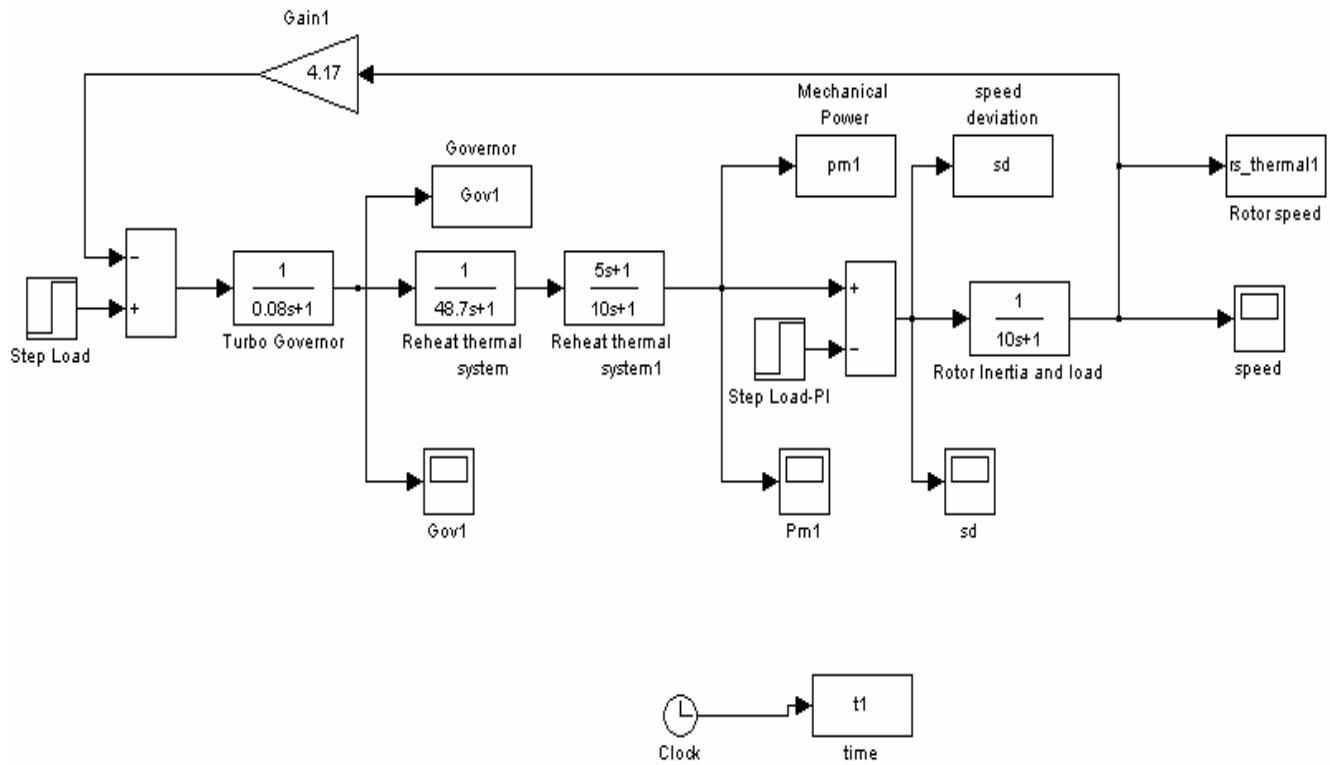 Gain1
4.17
Mechanical
Power
speed
deviation
Governor
pm1
sd
rs_thermal1
Gov1
Rotor speed
−
+
1
0.08s+1
1
48.7s+1
5s+1
10s+1
+
−
1
10s+1
Step Load
Turbo Governor
Reheat thermal
system
Reheat thermal
system1
Step Load-PI
Rotor Inertia and load
speed
Gov1
Pm1
sd
t1
Clock
time